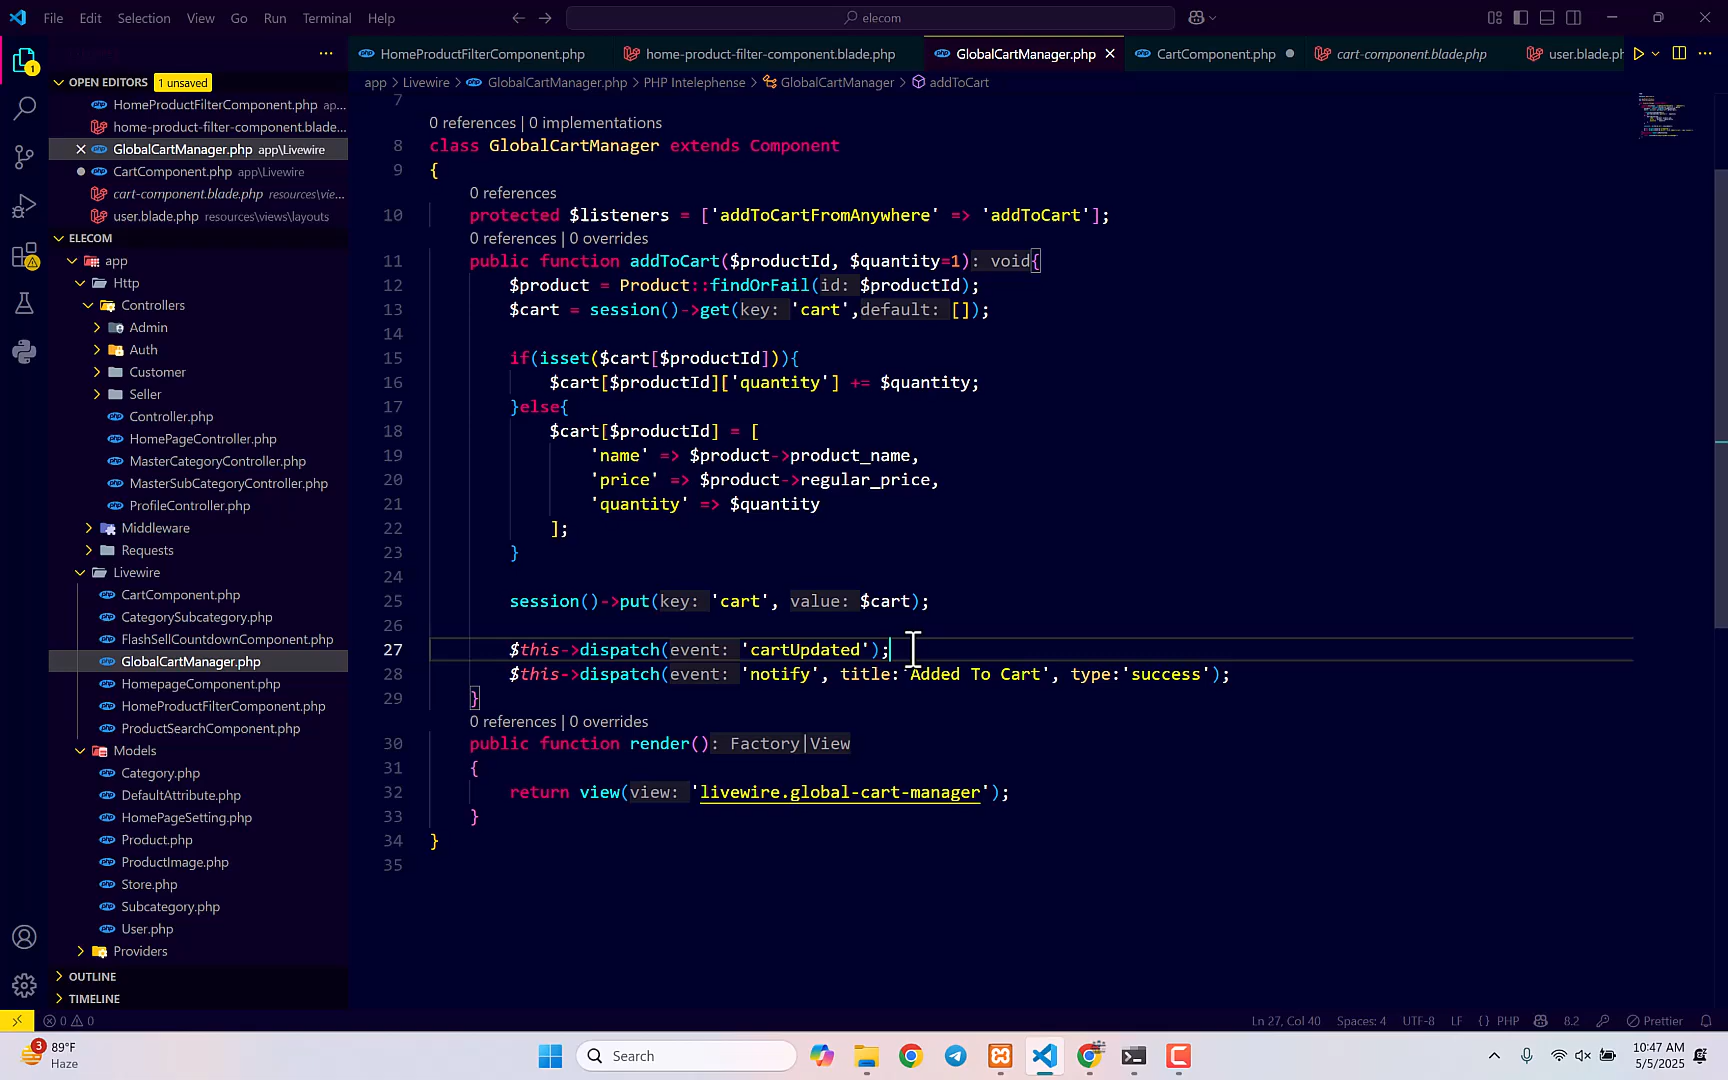 File Edit Selection View Go Run Terminal Help
elecom
HomeProductFilterComponent.php
home-product-filter-component.blade.php
GlobalCartManager.php
CartComponent.php
cart-component.blade.php
user.blade.ph
OPEN EDITORS 1 unsaved
HomeProductFilterComponent.php ap...
home-product-filter-component.blade...
GlobalCartManager.php app\Livewire
CartComponent.php app\Livewire
cart-component.blade.php resources\vie...
user.blade.php resources\views\layouts
ELECOM
app
Http
Controllers
Admin
Auth
Customer
Seller
Controller.php
HomePageController.php
MasterCategoryController.php
MasterSubCategoryController.php
ProfileController.php
Middleware
Requests
Livewire
CartComponent.php
CategorySubcategory.php
FlashSellCountdownComponent.php
GlobalCartManager.php
HomepageComponent.php
HomeProductFilterComponent.php
ProductSearchComponent.php
Models
Category.php
DefaultAttribute.php
HomePageSetting.php
Product.php
ProductImage.php
Store.php
Subcategory.php
User.php
Providers
OUTLINE
TIMELINE
app > Livewire > GlobalCartManager.php > PHP Intelephense > GlobalCartManager > addToCart
7
0 references | 0 implementations
8 class GlobalCartManager extends Component
9 {
0 references
10 protected $listeners = ['addToCartFromAnywhere' => 'addToCart'];
0 references | 0 overrides
11 public function addToCart($productId, $quantity=1): void{
12 $product = Product::findOrFail(id: $productId);
13 $cart = session()->get(key: 'cart',default: []);
14
15 if(isset($cart[$productId])){
16 $cart[$productId]['quantity'] += $quantity;
17 }else{
18 $cart[$productId] = [
19 'name' => $product->product_name,
20 'price' => $product->regular_price,
21 'quantity' => $quantity
22 ];
23 }
24
25 session()->put(key: 'cart', value: $cart);
26
27 $this->dispatch(event: 'cartUpdated');
28 $this->dispatch(event: 'notify', title:'Added To Cart', type:'success');
29 }
0 references | 0 overrides
30 public function render(): Factory|View
31 {
32 return view(view: 'livewire.global-cart-manager');
33 }
34 }
35
0 0
Ln 27, Col 40 Spaces: 4 UTF-8 LF {} PHP 8.2 Prettier
3 89°F
Haze
Search
10:47 AM
5/5/2025